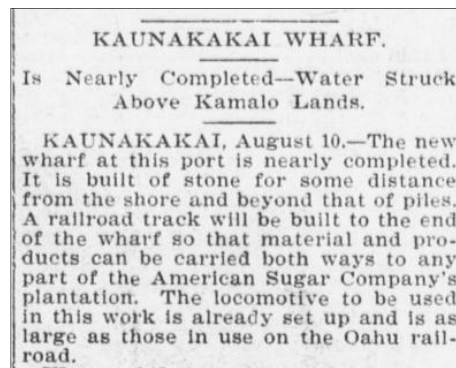 KAUNAKAKAI WHARF.
Is Nearly Completed—Water Struck
Above Kamalo Lands.
KAUNAKAKAI, August 10.—The new
wharf at this port is nearly completed.
It is built of stone for some distance
from the shore and beyond that of piles.
A railroad track will be built to the end
of the wharf so that material and pro-
ducts can be carried both ways to any
part of the American Sugar Company's
plantation. The locomotive to be used
in this work is already set up and is as
large as those in use on the Oahu rail-
road.